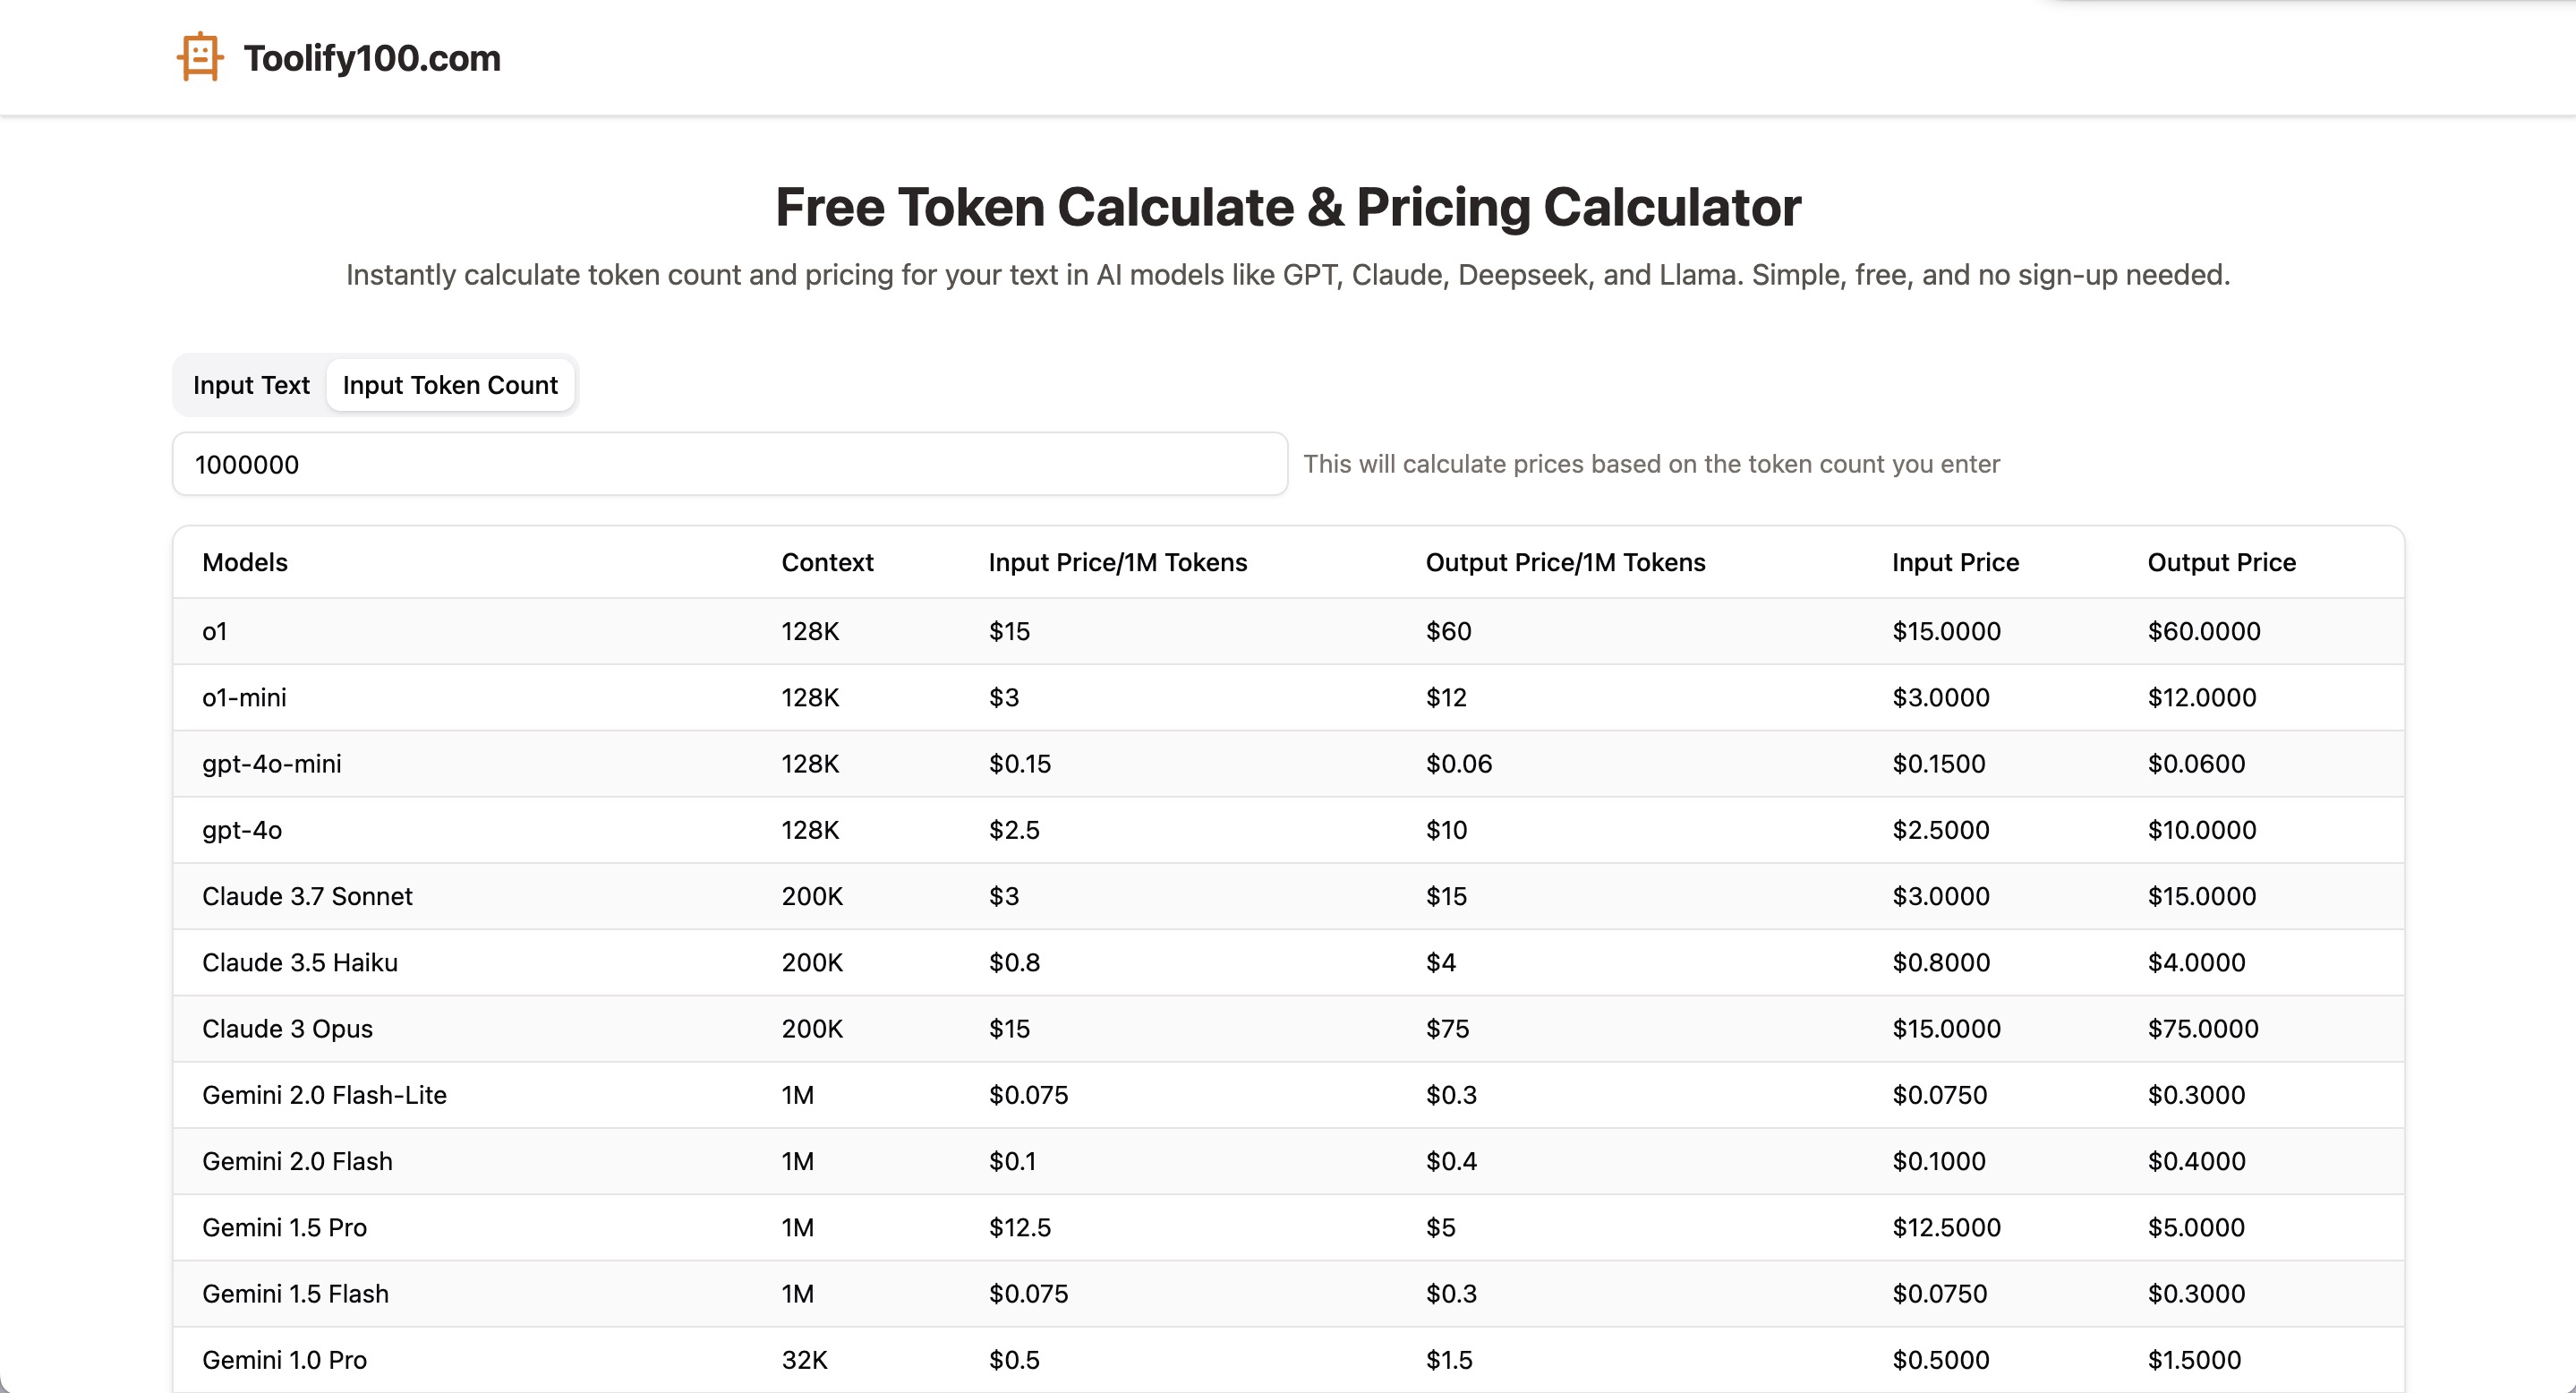 Toolify100.com
Free Token Calculate & Pricing Calculator
Instantly calculate token count and pricing for your text in AI models like GPT, Claude, Deepseek, and Llama. Simple, free, and no sign-up needed.
Input Text Input Token Count
1000000 This will calculate prices based on the token count you enter
Models Context Input Price/1M Tokens Output Price/1M Tokens Input Price Output Price
o1 128K $15 $60 $15.0000 $60.0000
o1-mini 128K $3 $12 $3.0000 $12.0000
gpt-4o-mini 128K $0.15 $0.06 $0.1500 $0.0600
gpt-4o 128K $2.5 $10 $2.5000 $10.0000
Claude 3.7 Sonnet 200K $3 $15 $3.0000 $15.0000
Claude 3.5 Haiku 200K $0.8 $4 $0.8000 $4.0000
Claude 3 Opus 200K $15 $75 $15.0000 $75.0000
Gemini 2.0 Flash-Lite 1M $0.075 $0.3 $0.0750 $0.3000
Gemini 2.0 Flash 1M $0.1 $0.4 $0.1000 $0.4000
Gemini 1.5 Pro 1M $12.5 $5 $12.5000 $5.0000
Gemini 1.5 Flash 1M $0.075 $0.3 $0.0750 $0.3000
Gemini 1.0 Pro 32K $0.5 $1.5 $0.5000 $1.5000